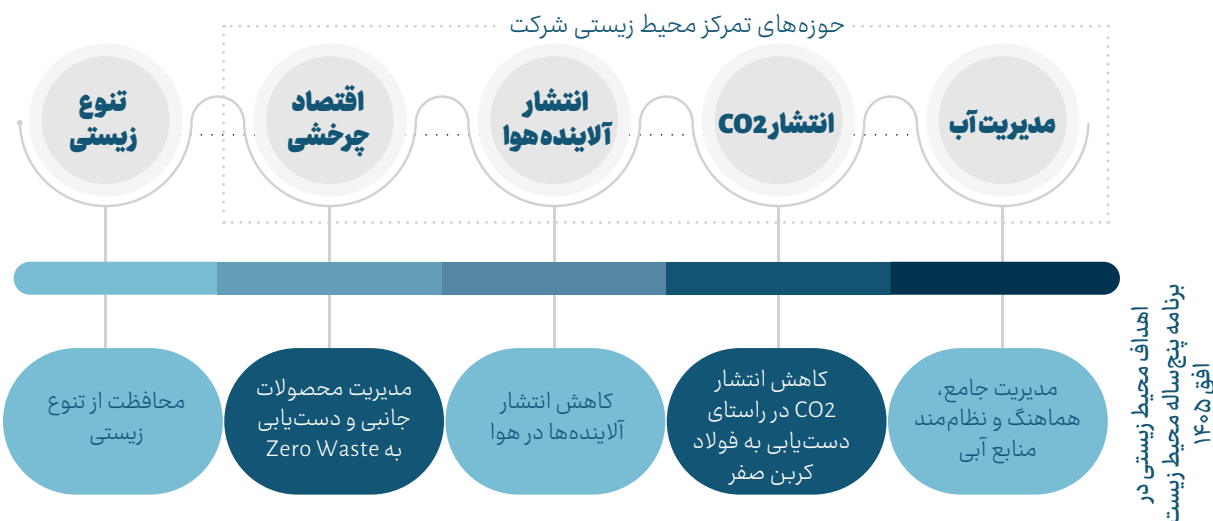 حوزه‌های تمرکز محیط زیستی شرکت
مدیریت آب
انتشار CO2
انتشار
آلاینده هوا
اقتصاد
چرخشی
تنوع
زیستی
مدیریت جامع،
هماهنگ و نظام‌مند
منابع آبی
کاهش انتشار
CO2 در راستای
دست‌یابی به فولاد
کربن صفر
کاهش انتشار
آلاینده‌ها در هوا
مدیریت محصولات
جانبی و دست‌یابی
به Zero Waste
محافظت از تنوع
زیستی
اهداف محیط زیستی در
برنامه پنج‌ساله محیط زیست
افق ۱۴۰۵